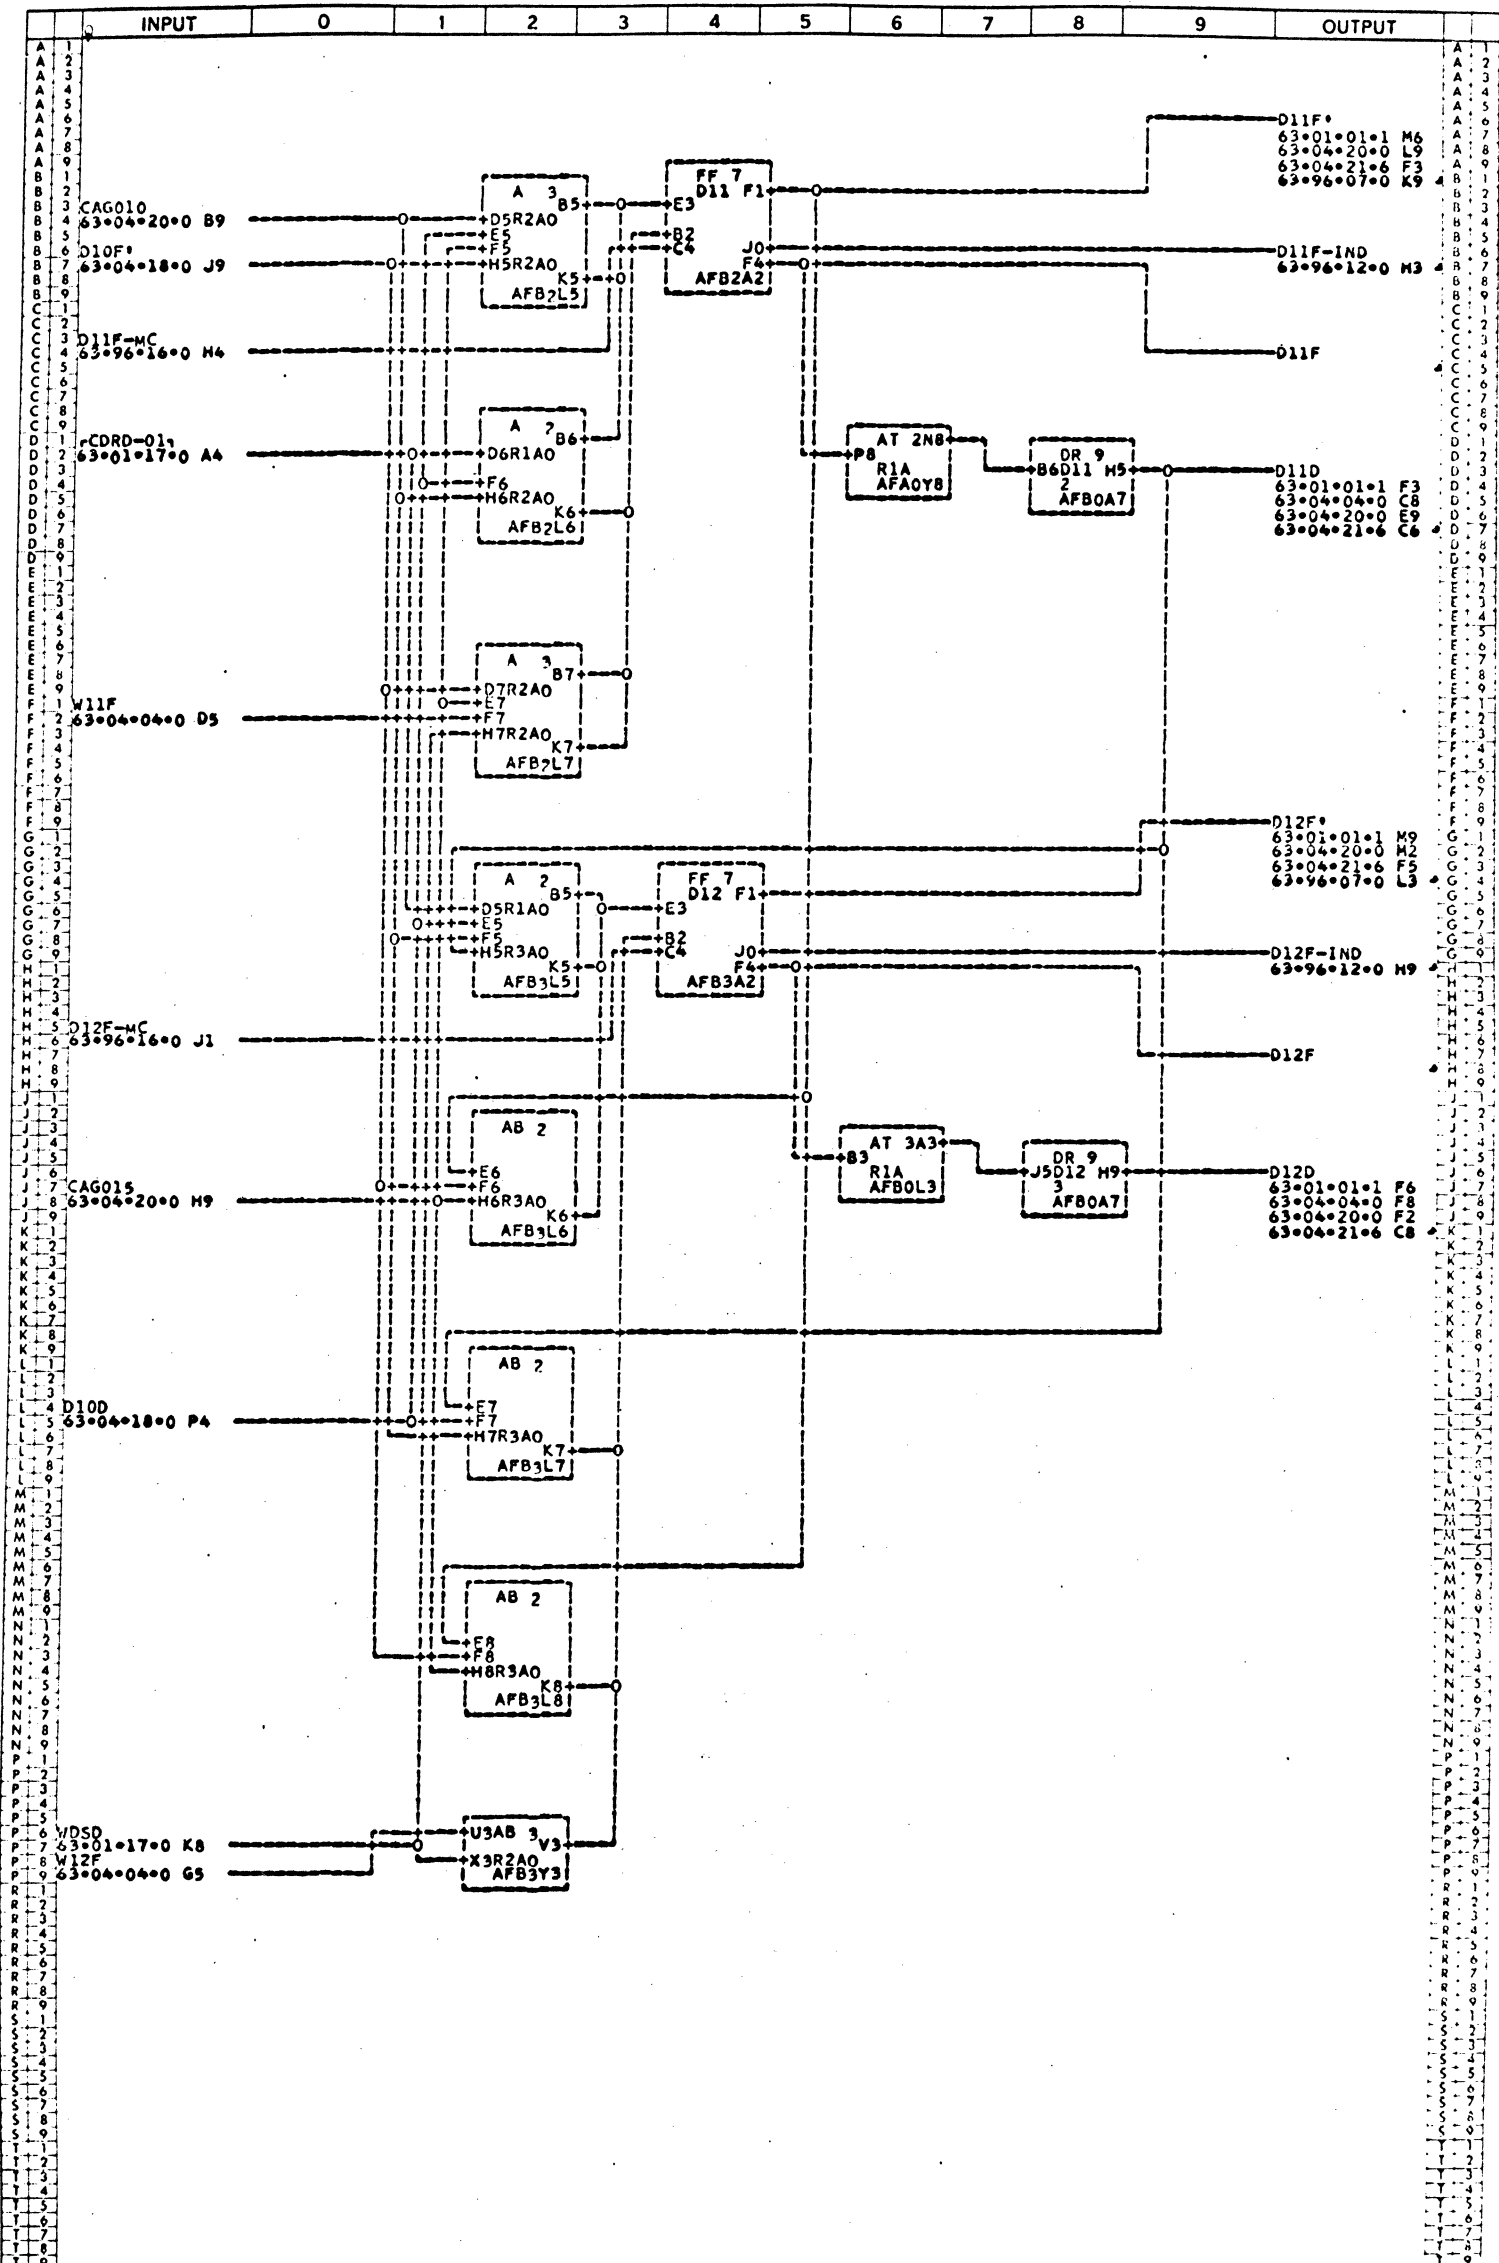 INPUT 0 1 2 3 4 5 6 7 8 9 OUTPUT
D11F'
63•01•01•1 M6
63•04•20•0 L9
63•04•21•6 F3
63•96•07•0 K9
CAG010
63•04•20•0 B9
A 3
B5
D5R2A0
E5
F5
H5R2A0
K5
AFB2L5
FF 7
D11 F1
E3
B2
C4
J0
F4
AFB2A2
D10F'
63•04•18•0 J9
D11F-IND
63•96•12•0 H3
D11F-MC
63•96•16•0 H4
D11F
CDRD-01
63•01•17•0 A4
A 2
B6
D6R1A0
F6
H6R2A0
K6
AFB2L6
AT 2N8
P8
R1A
AFA0Y8
DR 9
B6D11 H5
2
AFB0A7
D11D
63•01•01•1 F3
63•04•04•0 C8
63•04•20•0 E9
63•04•21•6 C6
A 3
B7
D7R2A0
E7
F7
H7R2A0
K7
AFB2L7
W11F
63•04•04•0 D5
D12F'
63•01•01•1 M9
63•04•20•0 M2
63•04•21•6 F5
63•96•07•0 L3
A 2
B5
D5R1A0
E5
F5
H5R3A0
K5
AFB3L5
FF 7
D12 F1
E3
B2
C4
J0
F4
AFB3A2
D12F-IND
63•96•12•0 H9
D12F-MC
63•96•16•0 J1
D12F
AB 2
E6
F6
H6R3A0
K6
AFB3L6
AT 3A3
B3
R1A
AFB0L3
DR 9
J5D12 H9
3
AFB0A7
CAG015
63•04•20•0 H9
D12D
63•01•01•1 F6
63•04•04•0 F8
63•04•20•0 F2
63•04•21•6 C8
AB 2
E7
F7
H7R3A0
K7
AFB3L7
D10D
63•04•18•0 P4
AB 2
E8
F8
H8R3A0
K8
AFB3L8
WDSD
63•01•17•0 K8
W12F
63•04•04•0 G5
U3AB 3
V3
X3R2A0
AFB3Y3